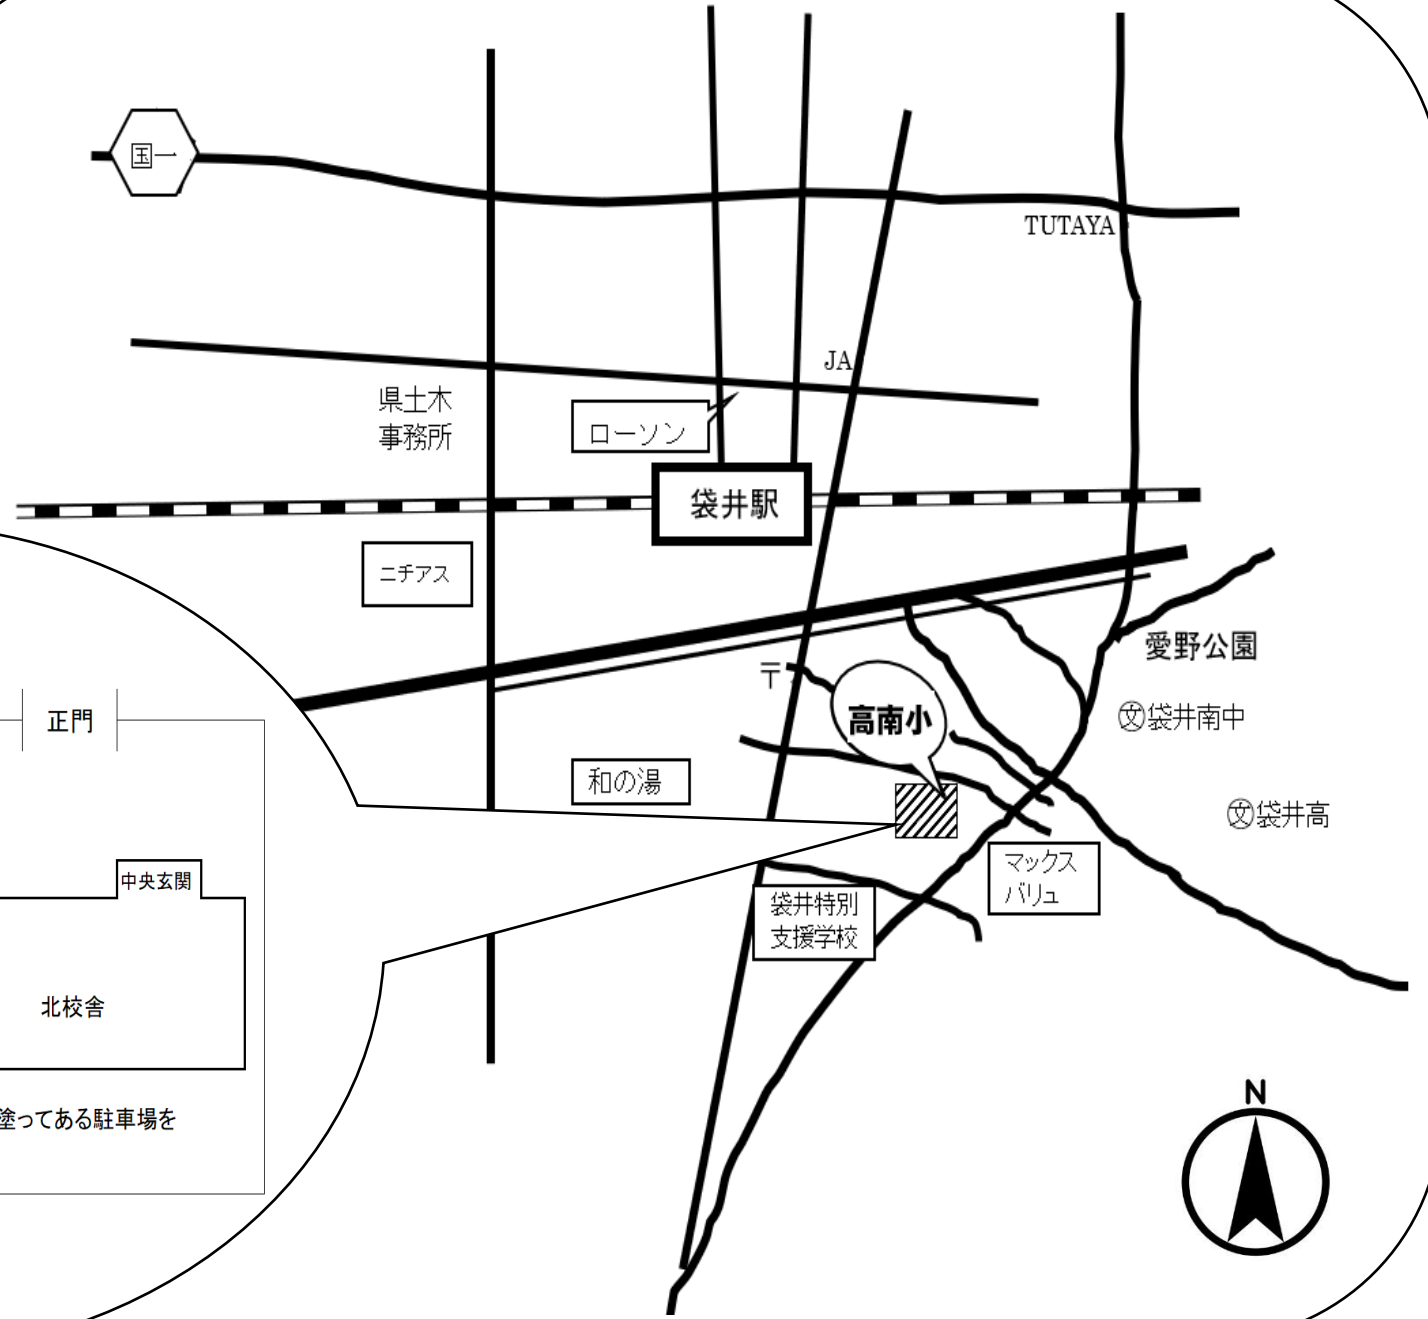 国一
TUTAYA
JA
県土木
事務所
ローソン
袋井駅
ニチアス
愛野公園
〒
正門
高南小
㊫袋井南中
和の湯
㊫袋井高
マックス
バリュ
中央玄関
袋井特別
支援学校
北校舎
塗ってある駐車場を
N